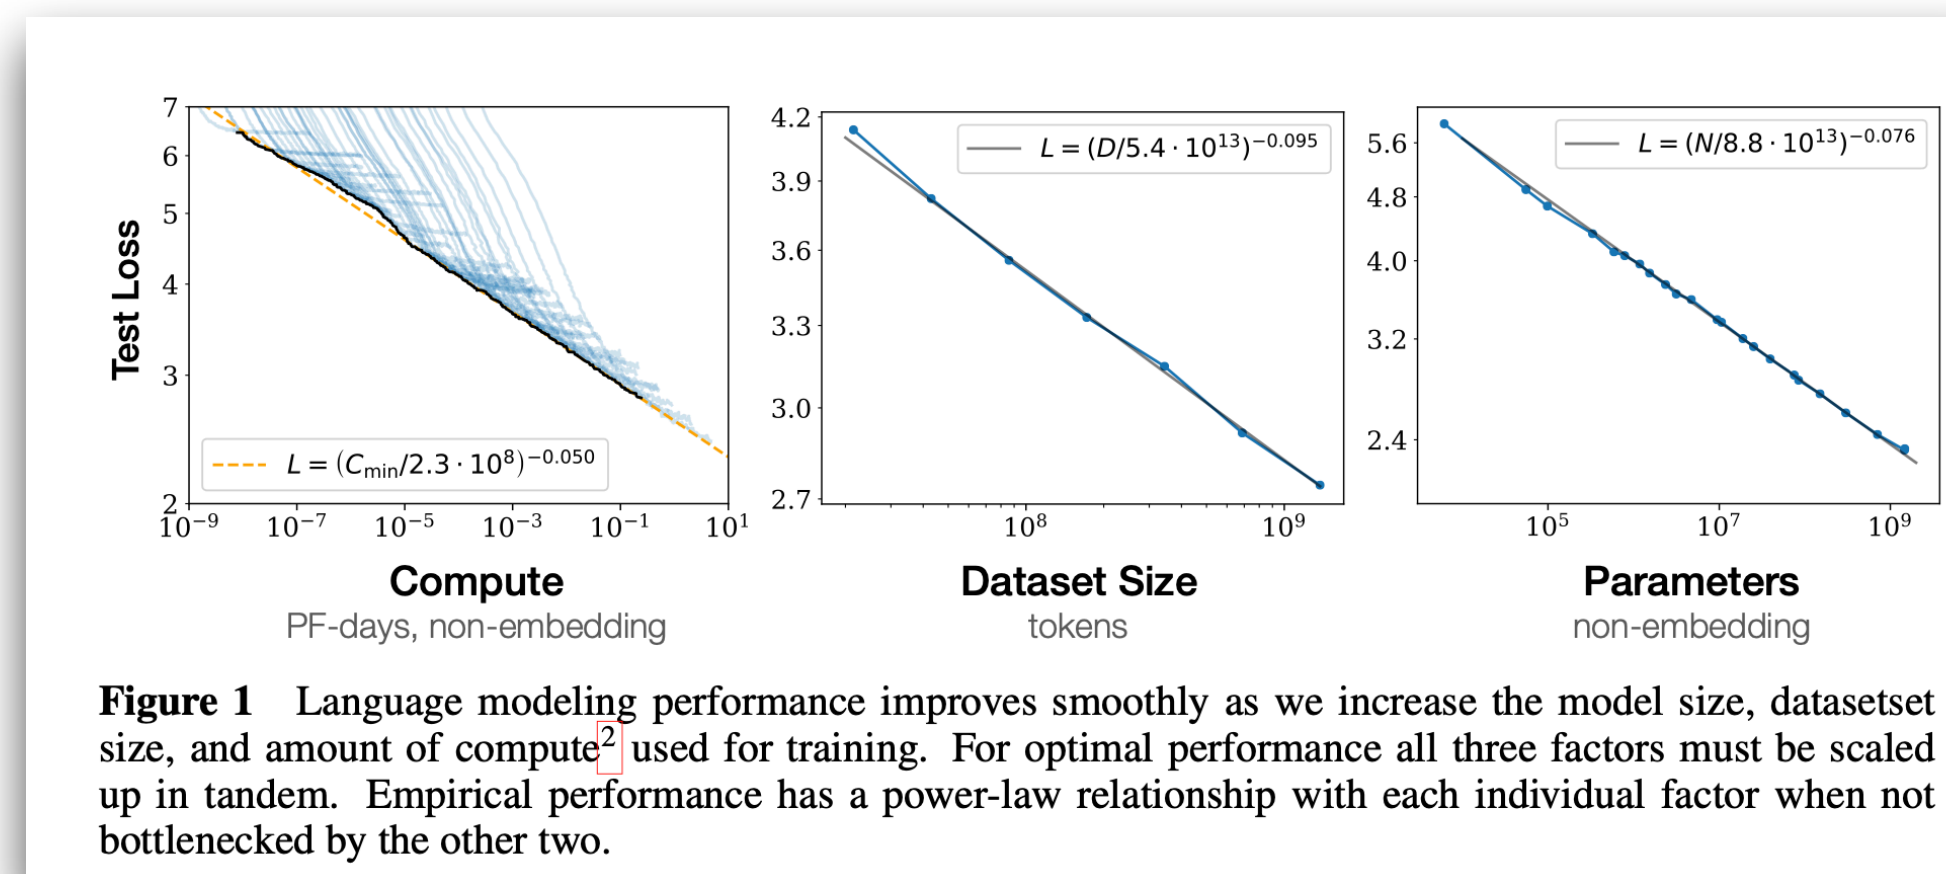 7
6
5
4
3
2
Test Loss
L = (C_min/2.3 · 10^8)^−0.050
10^−9 10^−7 10^−5 10^−3 10^−1 10^1
Compute
PF-days, non-embedding
4.2
3.9
3.6
3.3
3.0
2.7
L = (D/5.4 · 10^13)^−0.095
10^8 10^9
Dataset Size
tokens
5.6
4.8
4.0
3.2
2.4
L = (N/8.8 · 10^13)^−0.076
10^5 10^7 10^9
Parameters
non-embedding
Figure 1 Language modeling performance improves smoothly as we increase the model size, datasetset
size, and amount of compute² used for training. For optimal performance all three factors must be scaled
up in tandem. Empirical performance has a power-law relationship with each individual factor when not
bottlenecked by the other two.